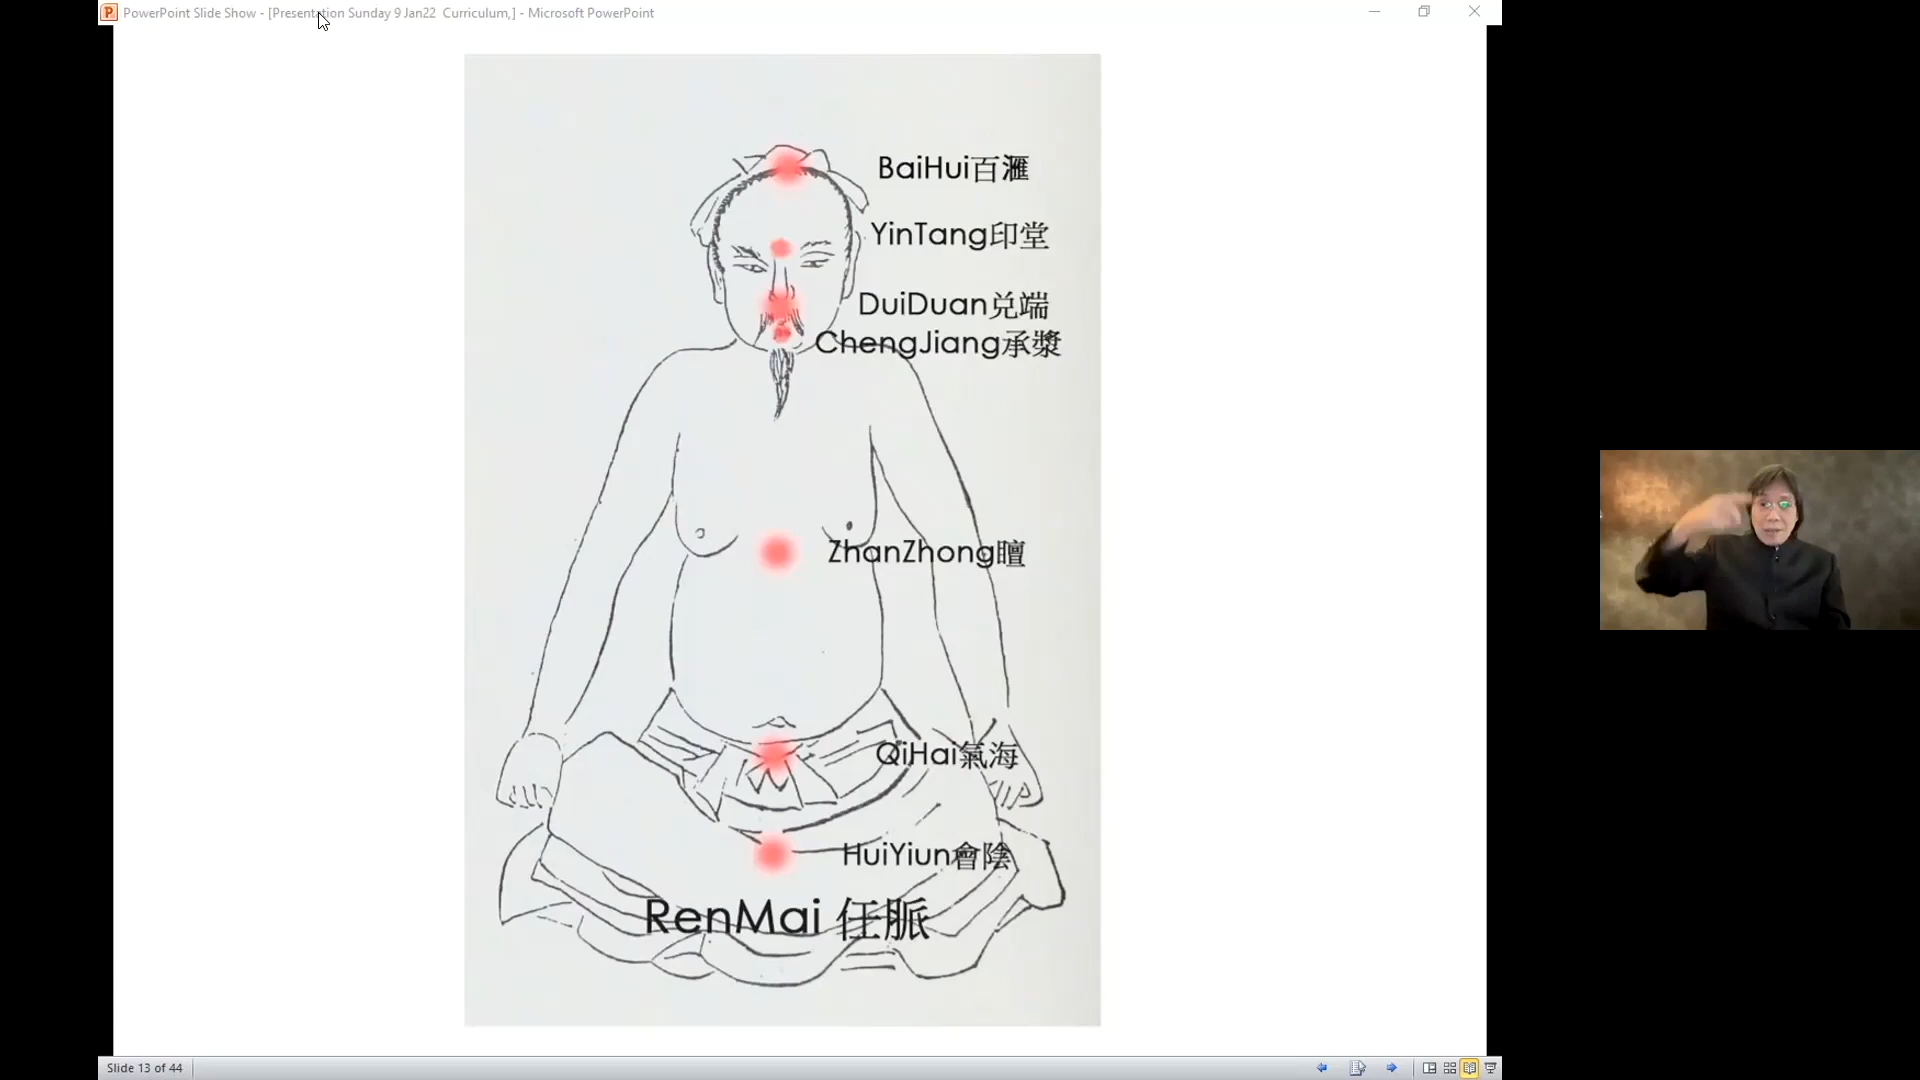 PowerPoint Slide Show - [Presentation Sunday 9 Jan22  Curriculum,] - Microsoft PowerPoint
BaiHui百滙
YinTang印堂
DuiDuan兑端
ChengJiang承漿
ZhanZhong膻
QiHai氣海
HuiYiun會陰
RenMai 任脈
Slide 13 of 44